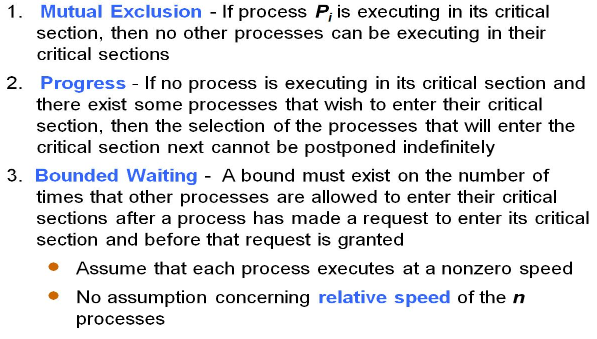 1. Mutual Exclusion - If process Pi is executing in its critical
section, then no other processes can be executing in their
critical sections
2. Progress - If no process is executing in its critical section and
there exist some processes that wish to enter their critical
section, then the selection of the processes that will enter the
critical section next cannot be postponed indefinitely
3. Bounded Waiting - A bound must exist on the number of
times that other processes are allowed to enter their critical
sections after a process has made a request to enter its critical
section and before that request is granted
• Assume that each process executes at a nonzero speed
• No assumption concerning relative speed of the n
processes